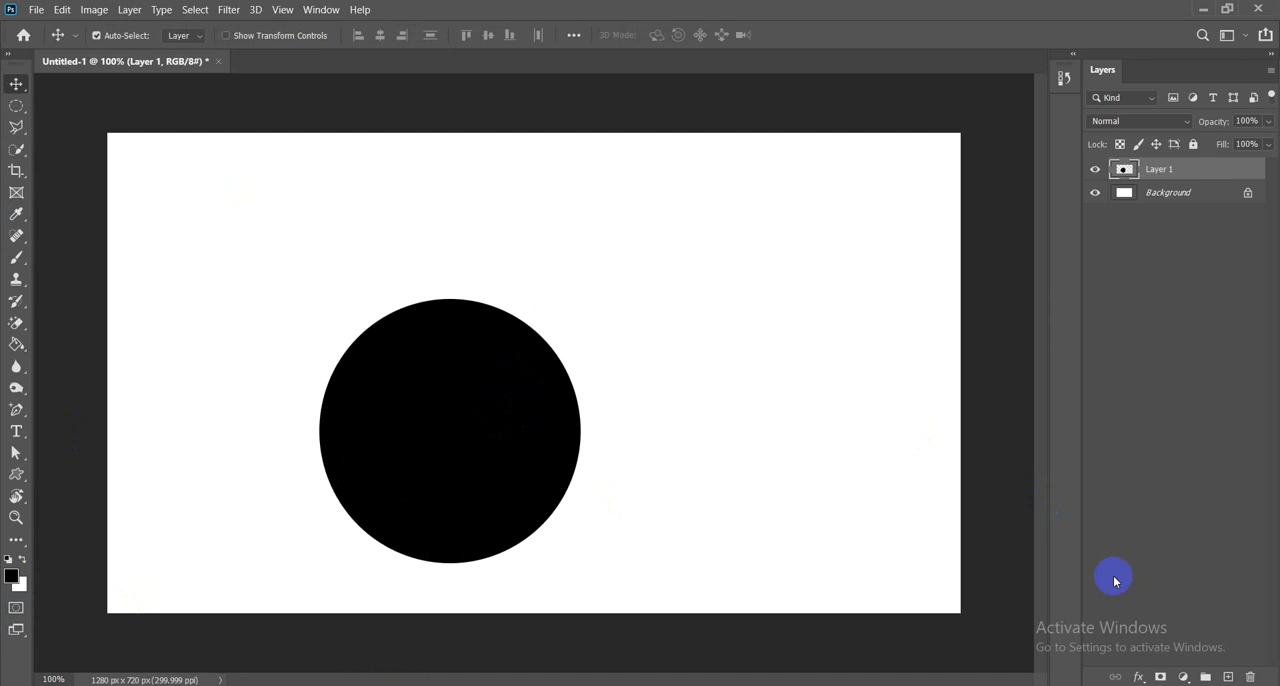 Ps File Edit Image Layer Type Select Filter 3D View Window Help
Auto-Select: Layer Show Transform Controls 3D Mode:
Untitled-1 @ 100% (Layer 1, RGB/8#) *
Layers
Kind
Normal Opacity: 100%
Lock: Fill: 100%
Layer 1
Background
Activate Windows
Go to Settings to activate Windows.
100% 1280 px x 720 px (299.999 ppi)
fx